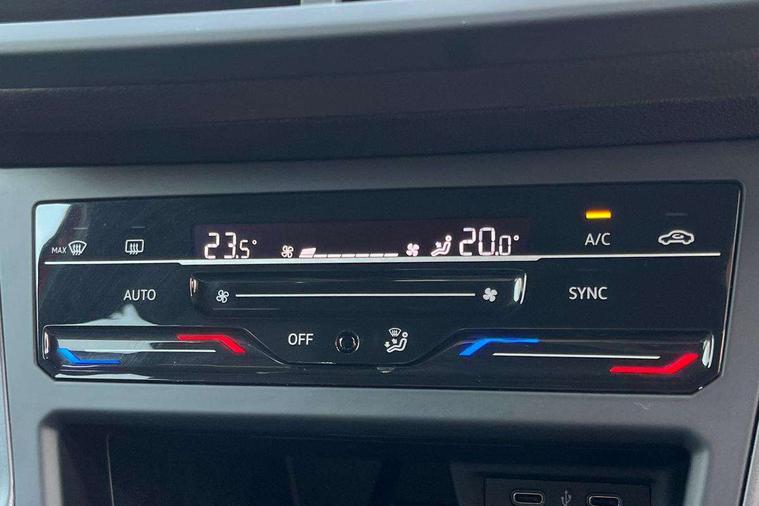 23.5° 20.0° A/C
MAX
AUTO SYNC
OFF